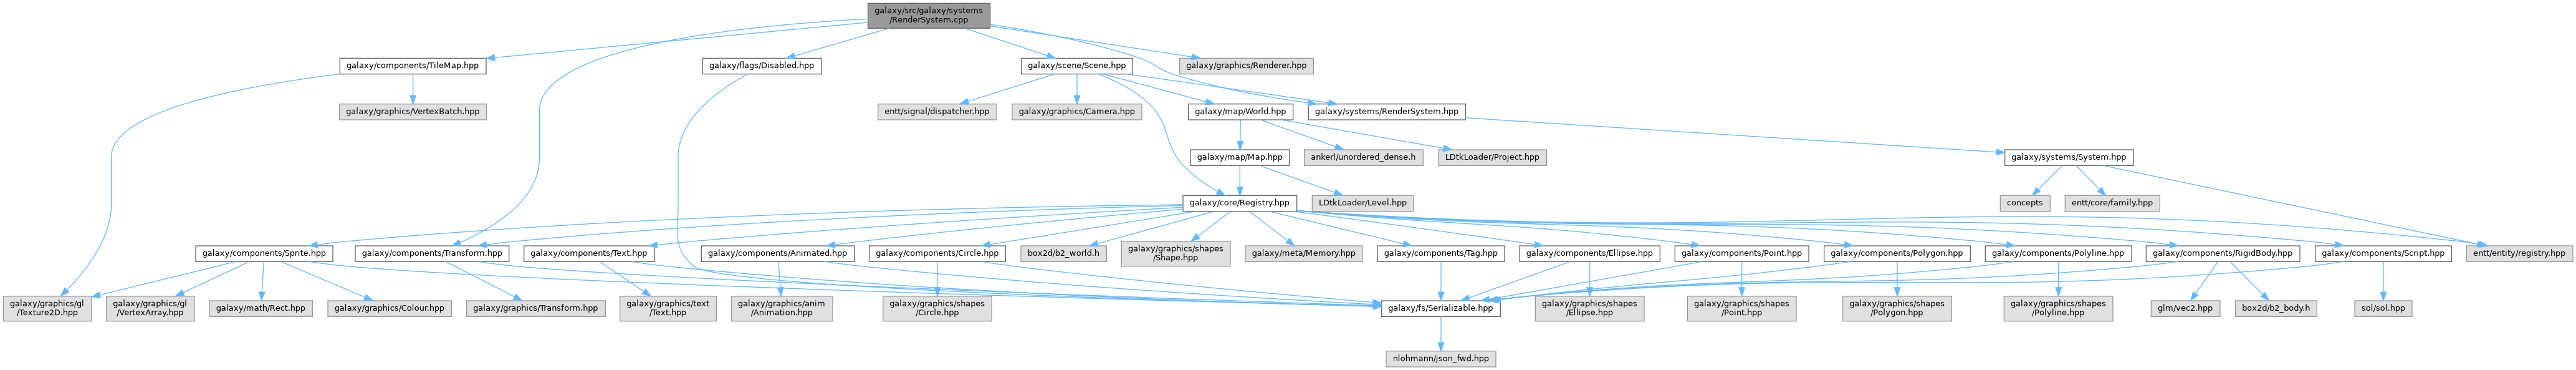 galaxy/src/galaxy/systems
/RenderSystem.cpp
galaxy/components/TileMap.hpp
galaxy/flags/Disabled.hpp
galaxy/scene/Scene.hpp
galaxy/graphics/Renderer.hpp
galaxy/graphics/VertexBatch.hpp
entt/signal/dispatcher.hpp
galaxy/graphics/Camera.hpp
galaxy/map/World.hpp
galaxy/systems/RenderSystem.hpp
galaxy/map/Map.hpp
ankerl/unordered_dense.h
LDtkLoader/Project.hpp
galaxy/systems/System.hpp
galaxy/core/Registry.hpp
LDtkLoader/Level.hpp
concepts
entt/core/family.hpp
galaxy/components/Sprite.hpp
galaxy/components/Transform.hpp
galaxy/components/Text.hpp
galaxy/components/Animated.hpp
galaxy/components/Circle.hpp
box2d/b2_world.h
galaxy/graphics/shapes
/Shape.hpp
galaxy/meta/Memory.hpp
galaxy/components/Tag.hpp
galaxy/components/Ellipse.hpp
galaxy/components/Point.hpp
galaxy/components/Polygon.hpp
galaxy/components/Polyline.hpp
galaxy/components/RigidBody.hpp
galaxy/components/Script.hpp
entt/entity/registry.hpp
galaxy/graphics/gl
/Texture2D.hpp
galaxy/graphics/gl
/VertexArray.hpp
galaxy/math/Rect.hpp
galaxy/graphics/Colour.hpp
galaxy/graphics/Transform.hpp
galaxy/graphics/text
/Text.hpp
galaxy/graphics/anim
/Animation.hpp
galaxy/graphics/shapes
/Circle.hpp
galaxy/fs/Serializable.hpp
galaxy/graphics/shapes
/Ellipse.hpp
galaxy/graphics/shapes
/Point.hpp
galaxy/graphics/shapes
/Polygon.hpp
galaxy/graphics/shapes
/Polyline.hpp
glm/vec2.hpp
box2d/b2_body.h
sol/sol.hpp
nlohmann/json_fwd.hpp